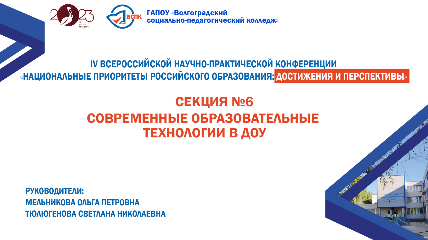 2023
ВСПК
ГАПОУ «Волгоградский
социально-педагогический колледж»
IV ВСЕРОССИЙСКОЙ НАУЧНО-ПРАКТИЧЕСКОЙ КОНФЕРЕНЦИИ
«НАЦИОНАЛЬНЫЕ ПРИОРИТЕТЫ РОССИЙСКОГО ОБРАЗОВАНИЯ: ДОСТИЖЕНИЯ И ПЕРСПЕКТИВЫ»
СЕКЦИЯ №6
СОВРЕМЕННЫЕ ОБРАЗОВАТЕЛЬНЫЕ
ТЕХНОЛОГИИ В ДОУ
РУКОВОДИТЕЛИ:
МЕЛЬНИКОВА ОЛЬГА ПЕТРОВНА
ТЮЛЮГЕНОВА СВЕТЛАНА НИКОЛАЕВНА